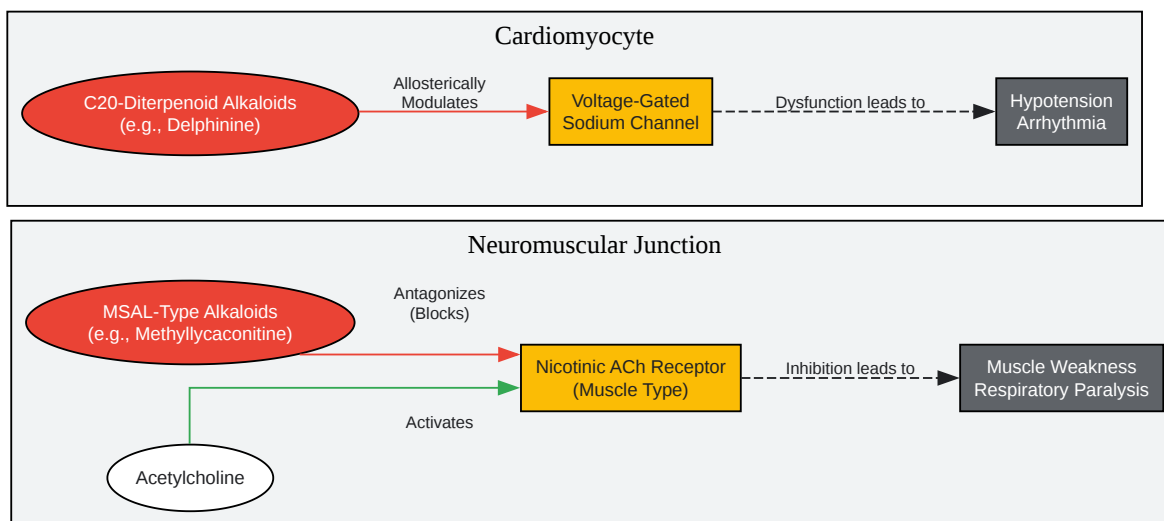 Cardiomyocyte
C20-Diterpenoid Alkaloids
(e.g., Delphinine)
Allosterically
Modulates
Voltage-Gated
Sodium Channel
Dysfunction leads to
Hypotension
Arrhythmia
Neuromuscular Junction
MSAL-Type Alkaloids
(e.g., Methyllycaconitine)
Antagonizes
(Blocks)
Nicotinic ACh Receptor
(Muscle Type)
Inhibition leads to
Muscle Weakness
Respiratory Paralysis
Activates
Acetylcholine